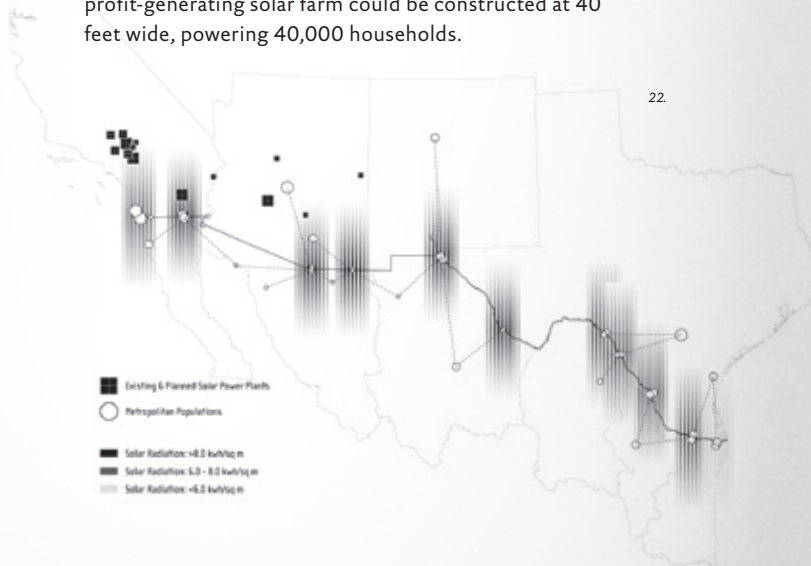 profit-generating solar farm could be constructed at 40
feet wide, powering 40,000 households.
22.
Existing & Planned Solar Power Plants
Metropolitan Populations
Solar Radiation: >8.0 kwh/sq m
Solar Radiation: 6.0 - 8.0 kwh/sq m
Solar Radiation: <6.0 kwh/sq m